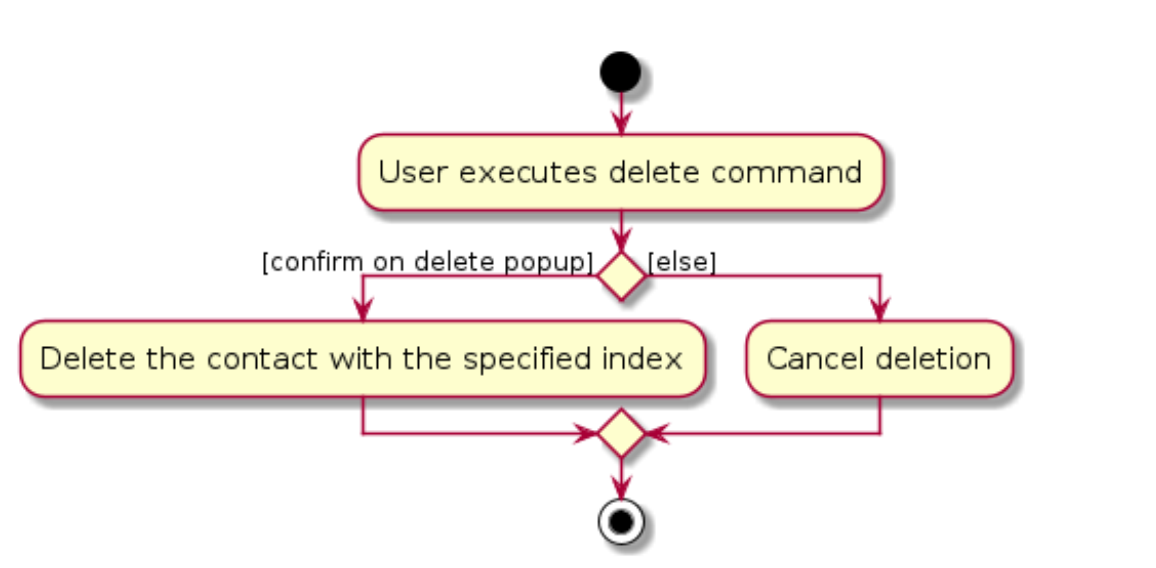 User executes delete command
[confirm on delete popup]
[else]
Delete the contact with the specified index
Cancel deletion